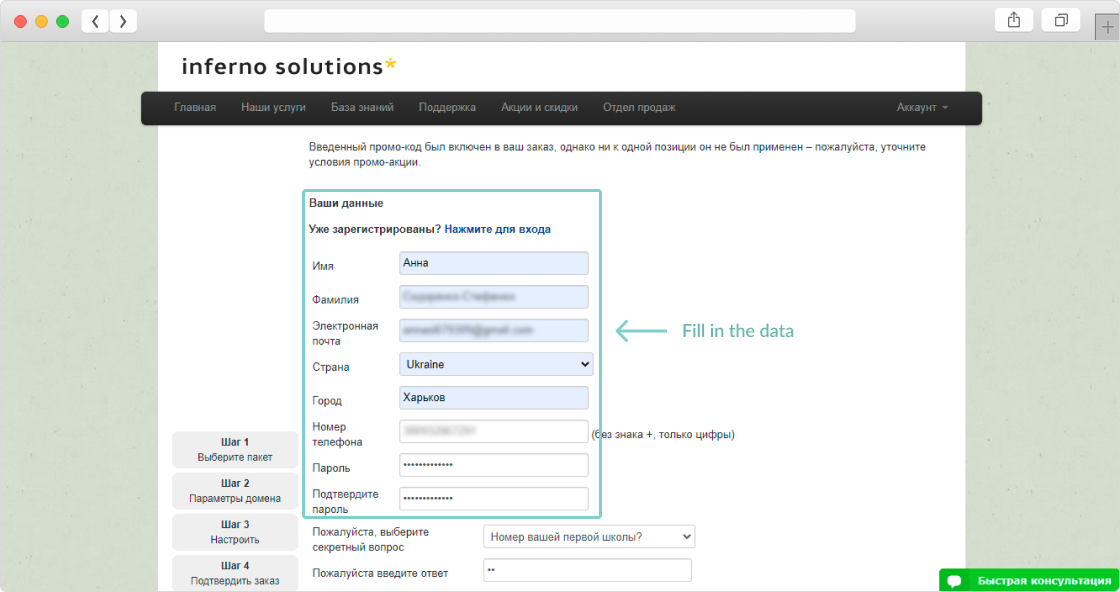 inferno solutions*
Главная Наши услуги База знаний Поддержка Акции и скидки Отдел продаж Аккаунт
Введенный промо-код был включен в ваш заказ, однако ни к одной позиции он не был применен – пожалуйста, уточните
условия промо-акции.
Ваши данные
Уже зарегистрированы? Нажмите для входа
Имя Анна
Фамилия
Электронная
почта
Fill in the data
Страна Ukraine
Город Харьков
Номер
телефона
(без знака +, только цифры)
Пароль •••••••••••••
Подтвердите
пароль
•••••••••••••
Шаг 1
Выберите пакет
Шаг 2
Параметры домена
Шаг 3
Настроить
Шаг 4
Подтвердить заказ
Пожалуйста, выберите
секретный вопрос
Номер вашей первой школы?
Пожалуйста введите ответ ••
Быстрая консультация